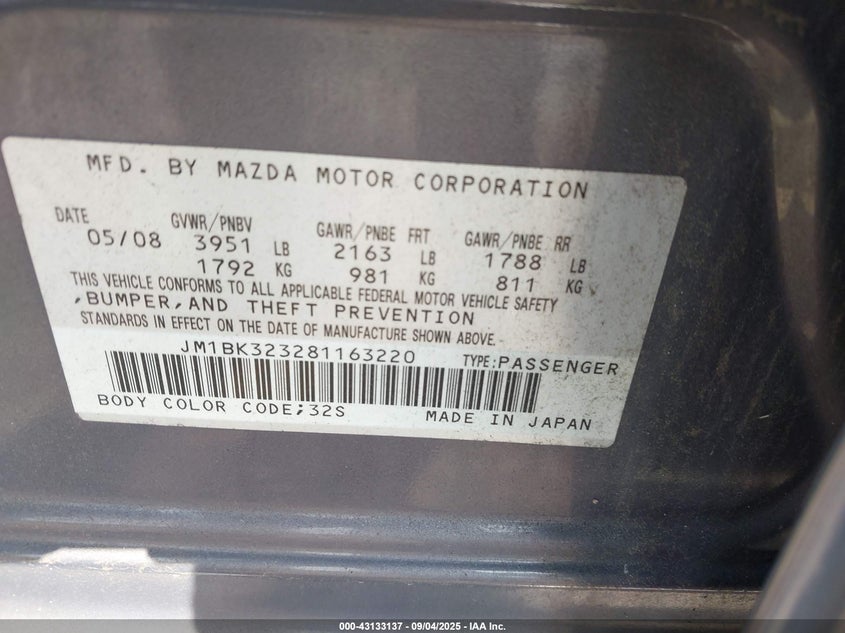 MFD. BY MAZDA MOTOR CORPORATION
DATE GVWR/PNBV GAWR/PNBE FRT GAWR/PNBE RR
05/08 3951 LB 2163 LB 1788 LB
1792 KG 981 KG 811 KG
THIS VEHICLE CONFORMS TO ALL APPLICABLE FEDERAL MOTOR VEHICLE SAFETY
,BUMPER,AND THEFT PREVENTION
STANDARDS IN EFFECT ON THE DATE OF MANUFACTURE SHOWN ABOVE.
JM1BK323281163220 TYPE:PASSENGER
BODY COLOR CODE;32S MADE IN JAPAN
000-43133137 - 09/04/2025 - IAA Inc.